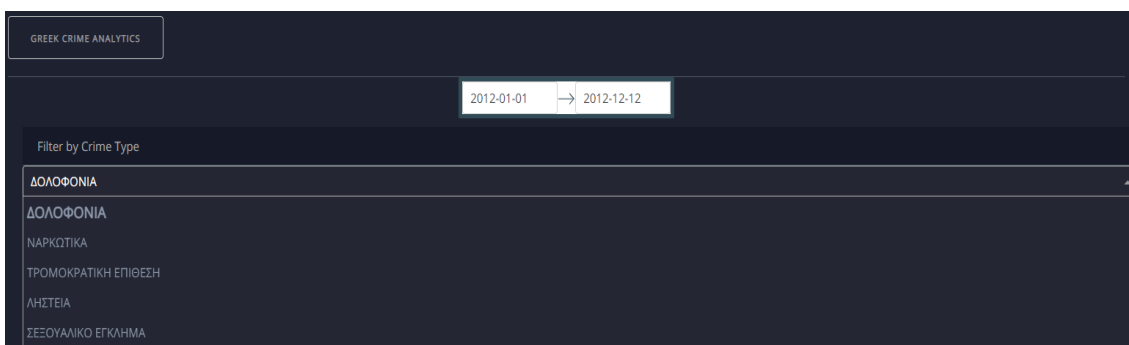 GREEK CRIME ANALYTICS
2012-01-01 → 2012-12-12
Filter by Crime Type
ΔΟΛΟΦΟΝΙΑ
ΔΟΛΟΦΟΝΙΑ
ΝΑΡΚΩΤΙΚΑ
ΤΡΟΜΟΚΡΑΤΙΚΗ ΕΠΙΘΕΣΗ
ΛΗΣΤΕΙΑ
ΣΕΞΟΥΑΛΙΚΟ ΕΓΚΛΗΜΑ